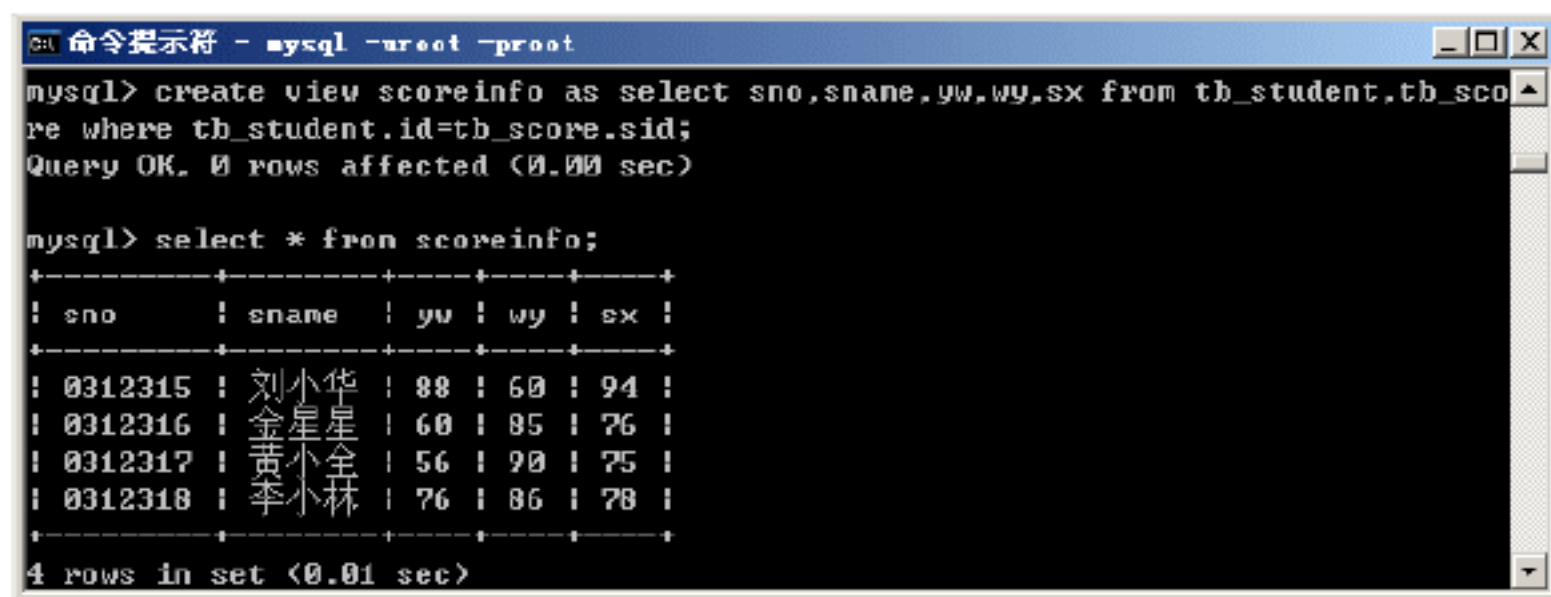 命令提示符 - mysql -uroot -proot
mysql> create view scoreinfo as select sno,sname,yw,wy,sx from tb_student,tb_sco
re where tb_student.id=tb_score.sid;
Query OK, 0 rows affected (0.00 sec)
mysql> select * from scoreinfo;
+---------+--------+----+----+----+
| sno | sname | yw | wy | sx |
+---------+--------+----+----+----+
| 0312315 | 刘小华 | 88 | 60 | 94 |
| 0312316 | 金星星 | 60 | 85 | 76 |
| 0312317 | 黄小全 | 56 | 90 | 75 |
| 0312318 | 李小林 | 76 | 86 | 78 |
+---------+--------+----+----+----+
4 rows in set (0.01 sec)